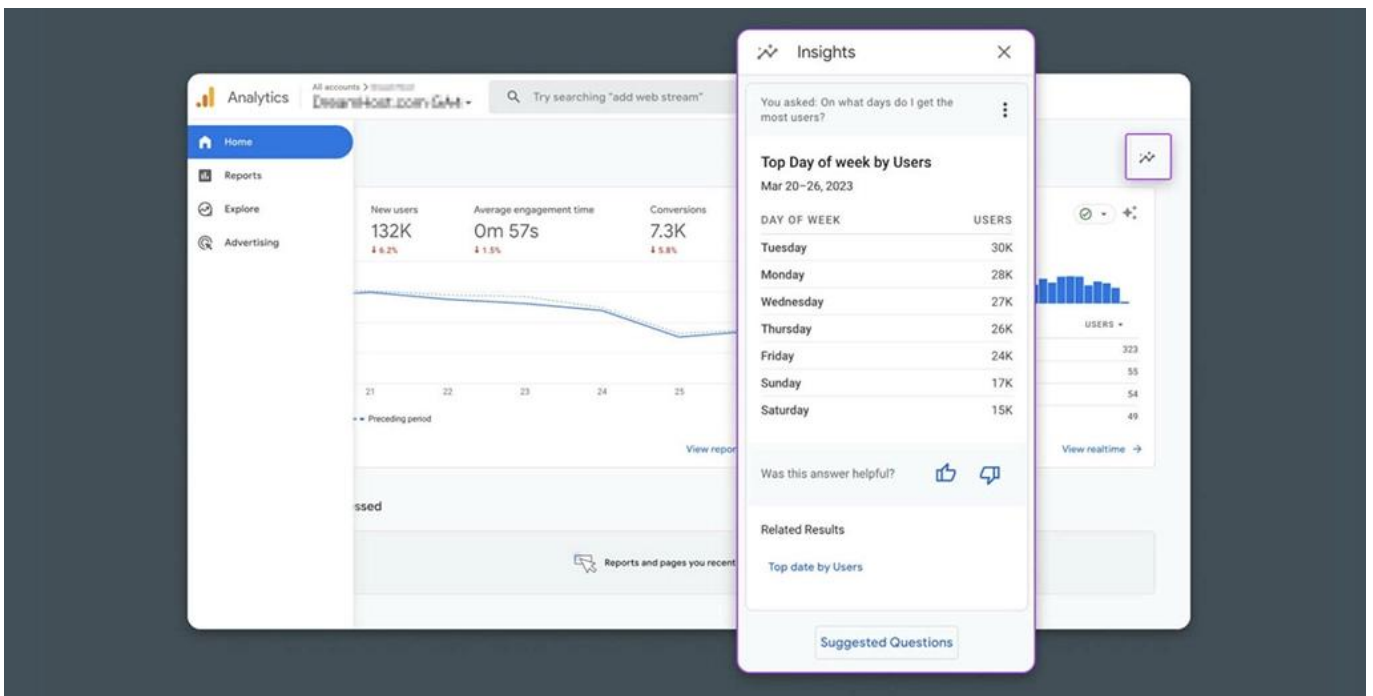 Insights
You asked: On what days do I get the
most users?
Top Day of week by Users
Mar 20–26, 2023
DAY OF WEEK USERS
Tuesday 30K
Monday 28K
Wednesday 27K
Thursday 26K
Friday 24K
Sunday 17K
Saturday 15K
Was this answer helpful?
Related Results
Top date by Users
Suggested Questions
Analytics
All accounts >
Try searching "add web stream"
Home
Reports
Explore
Advertising
New users Average engagement time Conversions
132K 0m 57s 7.3K
6.2% 1.5% 5.8%
21 22 23 24 25
Preceding period
View repor
USERS
323
55
54
49
View realtime
ssed
Reports and pages you recent